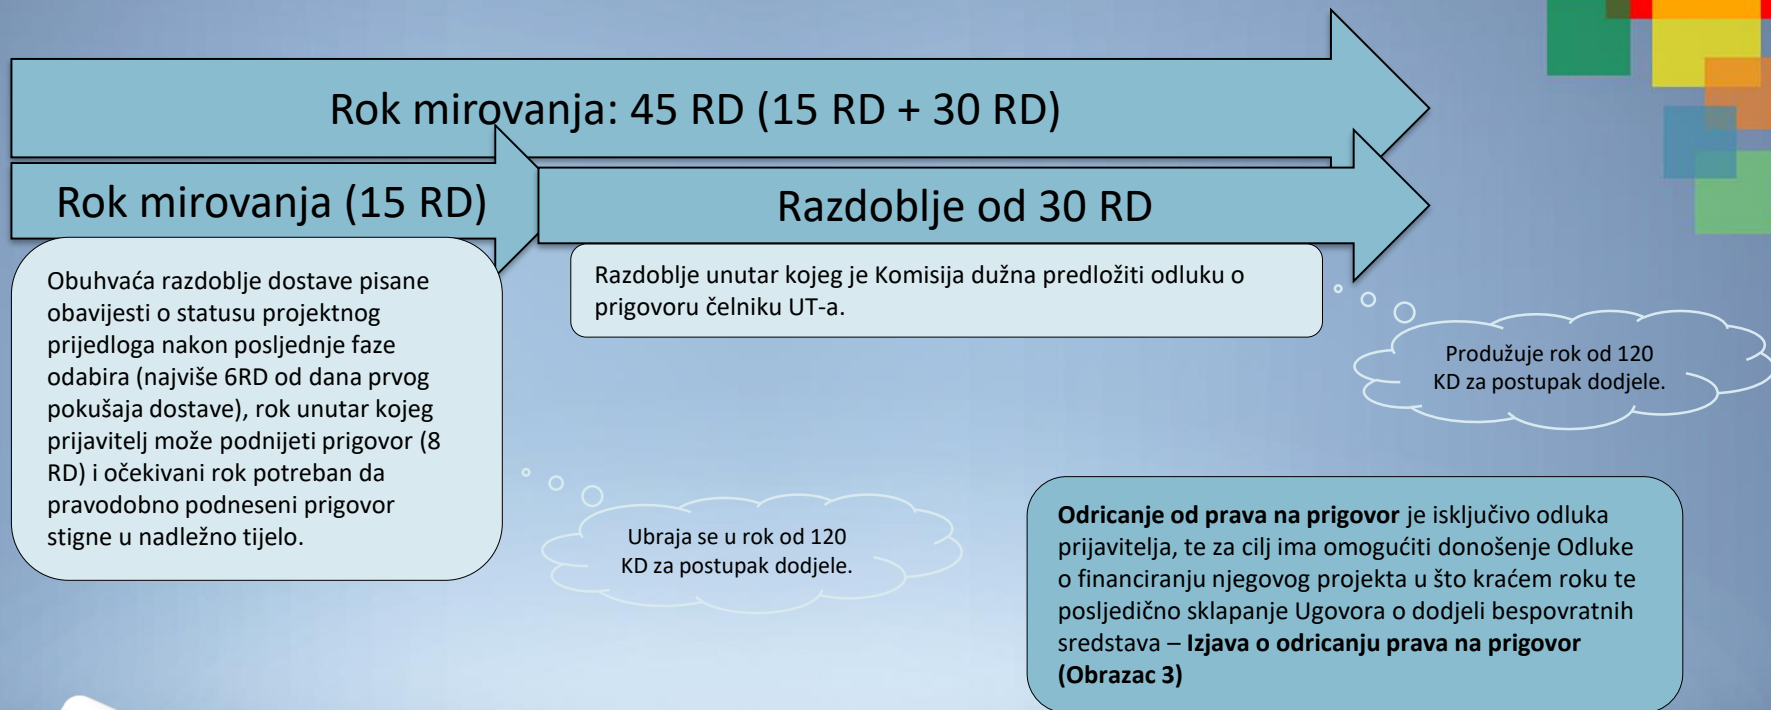 Rok mirovanja: 45 RD (15 RD + 30 RD)
Rok mirovanja (15 RD)
Razdoblje od 30 RD
Obuhvaća razdoblje dostave pisane
obavijesti o statusu projektnog
prijedloga nakon posljednje faze
odabira (najviše 6RD od dana prvog
pokušaja dostave), rok unutar kojeg
prijavitelj može podnijeti prigovor (8
RD) i očekivani rok potreban da
pravodobno podneseni prigovor
stigne u nadležno tijelo.
Razdoblje unutar kojeg je Komisija dužna predložiti odluku o
prigovoru čelniku UT-a.
Produžuje rok od 120
KD za postupak dodjele.
Ubraja se u rok od 120
KD za postupak dodjele.
Odricanje od prava na prigovor je isključivo odluka
prijavitelja, te za cilj ima omogućiti donošenje Odluke
o financiranju njegovog projekta u što kraćem roku te
posljedično sklapanje Ugovora o dodjeli bespovratnih
sredstava – Izjava o odricanju prava na prigovor
(Obrazac 3)